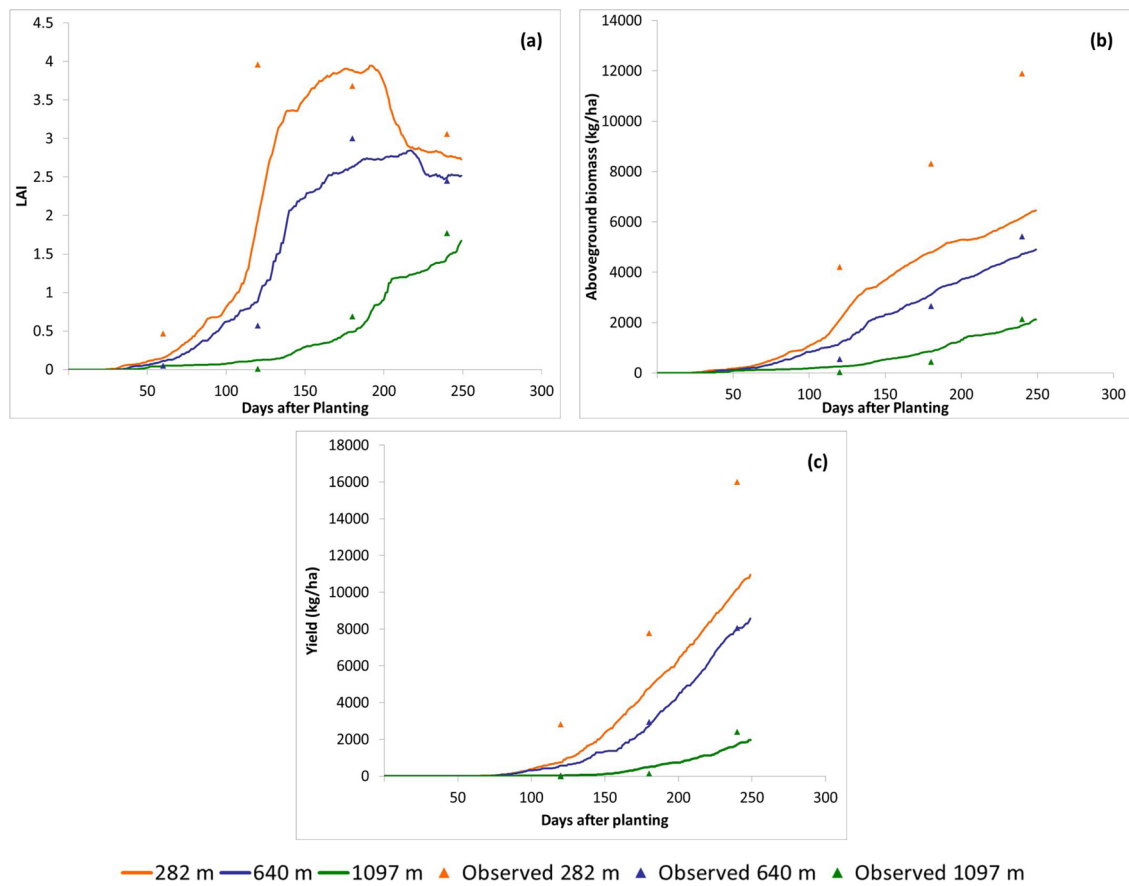 (a)
4.5
4
3.5
3
2.5
2
1.5
1
0.5
0
LAI
50 100 150 200 250 300
Days after Planting
(b)
14000
12000
10000
8000
6000
4000
2000
0
Aboveground biomass (kg/ha)
50 100 150 200 250 300
Days after Planting
(c)
18000
16000
14000
12000
10000
8000
6000
4000
2000
0
Yield (kg/ha)
50 100 150 200 250 300
Days after planting
282 m 640 m 1097 m Observed 282 m Observed 640 m Observed 1097 m